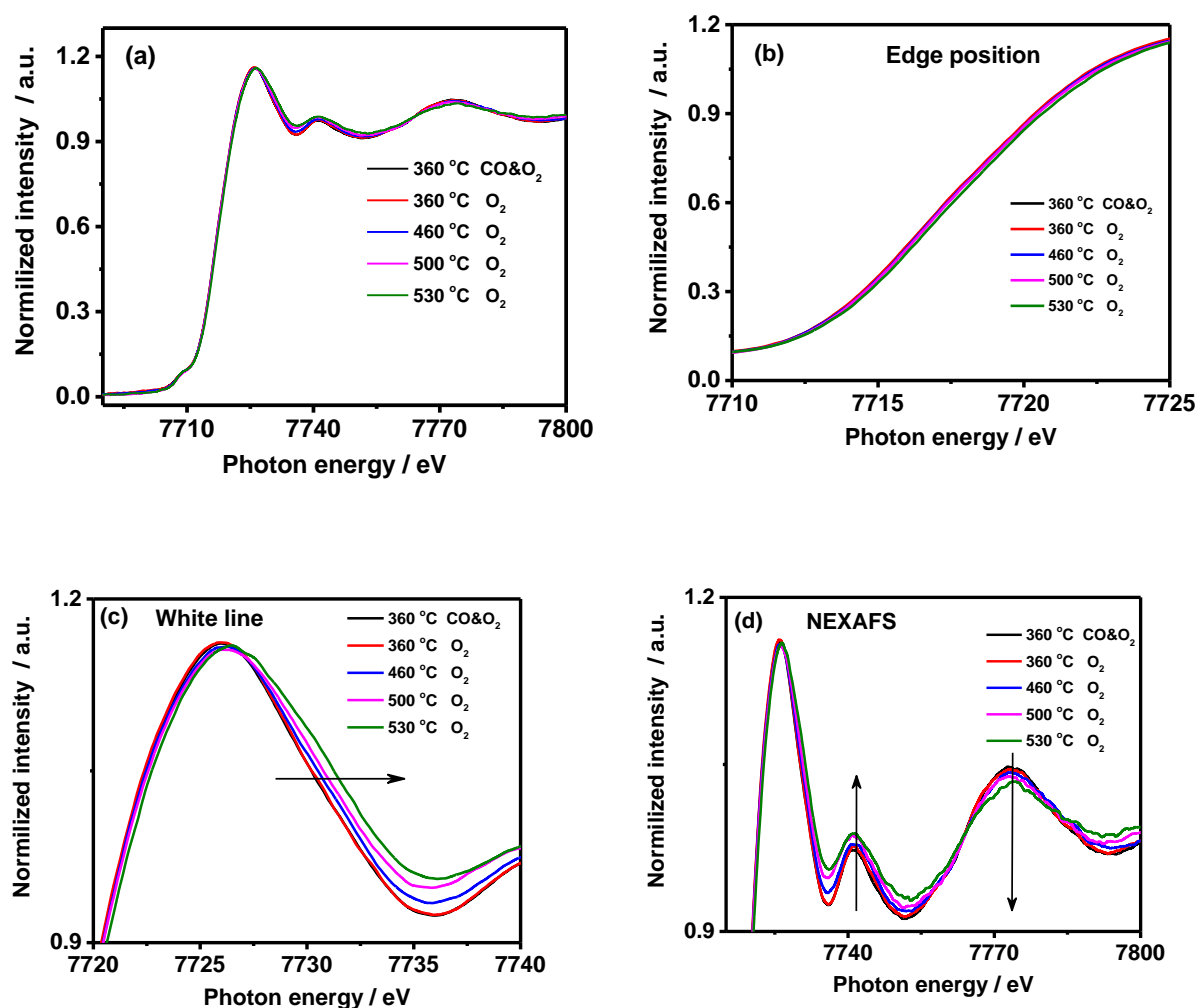 (a)
Normilized intensity / a.u.
1.2
0.9
0.6
0.3
0.0
360 °C CO&O₂
360 °C O₂
460 °C O₂
500 °C O₂
530 °C O₂
7710 7740 7770 7800
Photon energy / eV
(b) Edge position
Normilized intensity / a.u.
1.2
0.9
0.6
0.3
0.0
360 °C CO&O₂
360 °C O₂
460 °C O₂
500 °C O₂
530 °C O₂
7710 7715 7720 7725
Photon energy / eV
(c) White line
Normilized intensity / a.u.
1.2
0.9
360 °C CO&O₂
360 °C O₂
460 °C O₂
500 °C O₂
530 °C O₂
7720 7725 7730 7735 7740
Photon energy / eV
(d) NEXAFS
Normilized intensity / a.u.
1.2
0.9
360 °C CO&O₂
360 °C O₂
460 °C O₂
500 °C O₂
530 °C O₂
7740 7770 7800
Photon energy / eV